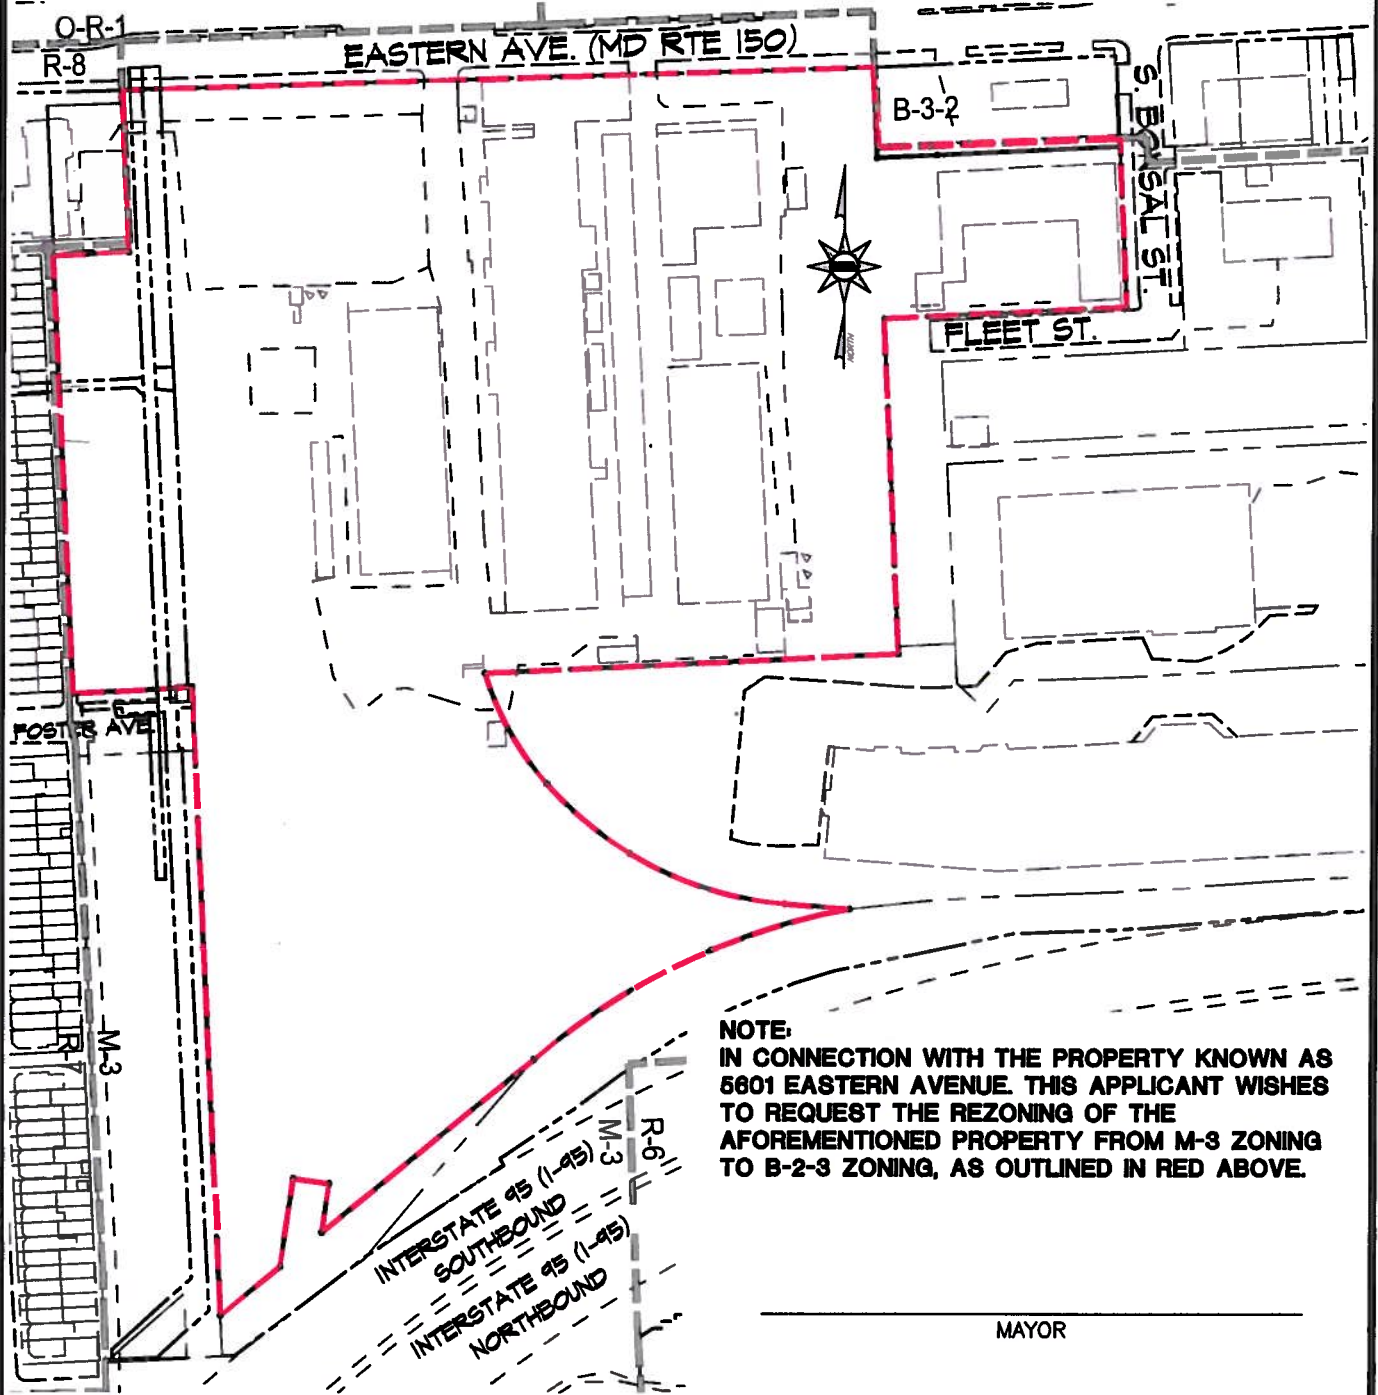 O-R-1
EASTERN AVE. (MD RTE 150)
R-8
B-3-2
S. BONSAL ST.
NORTH
FLEET ST.
FOSTER AVE.
M-3
R-7
NOTE:
IN CONNECTION WITH THE PROPERTY KNOWN AS
5601 EASTERN AVENUE. THIS APPLICANT WISHES
TO REQUEST THE REZONING OF THE
AFOREMENTIONED PROPERTY FROM M-3 ZONING
TO B-2-3 ZONING, AS OUTLINED IN RED ABOVE.
R-6
M-3
INTERSTATE 95 (I-95)
SOUTHBOUND
INTERSTATE 95 (I-95)
NORTHBOUND
MAYOR